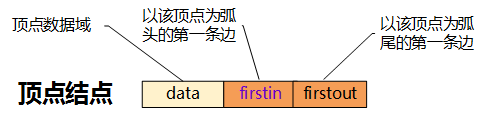 顶点数据域
以该顶点为弧
头的第一条边
以该顶点为弧
尾的第一条边
顶点结点
data firstin firstout